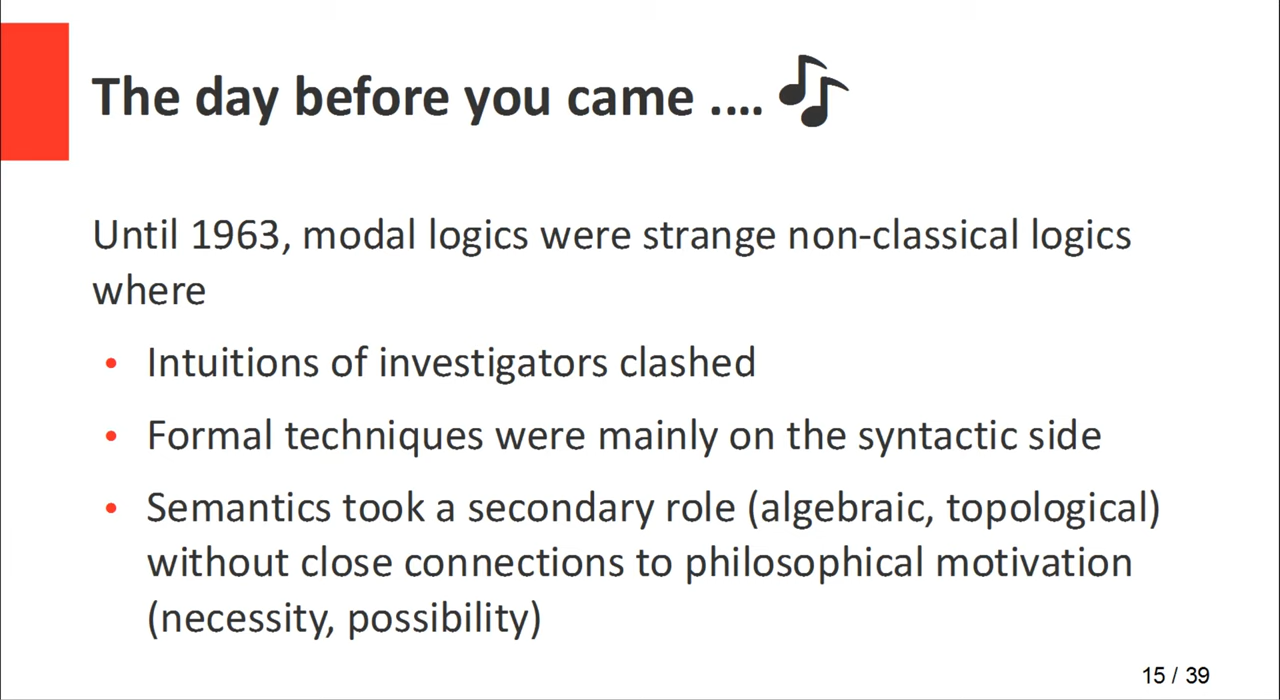 The day before you came .... 🎶
Until 1963, modal logics were strange non-classical logics
where
• Intuitions of investigators clashed
• Formal techniques were mainly on the syntactic side
• Semantics took a secondary role (algebraic, topological)
without close connections to philosophical motivation
(necessity, possibility)
15 / 39